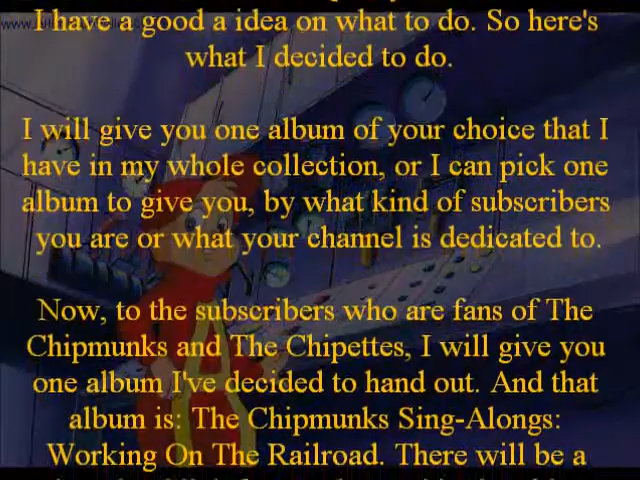 I have a good a idea on what to do. So here's
what I decided to do.
I will give you one album of your choice that I
have in my whole collection, or I can pick one
album to give you, by what kind of subscribers
you are or what your channel is dedicated to.
Now, to the subscribers who are fans of The
Chipmunks and The Chipettes, I will give you
one album I've decided to hand out. And that
album is: The Chipmunks Sing-Alongs:
Working On The Railroad. There will be a